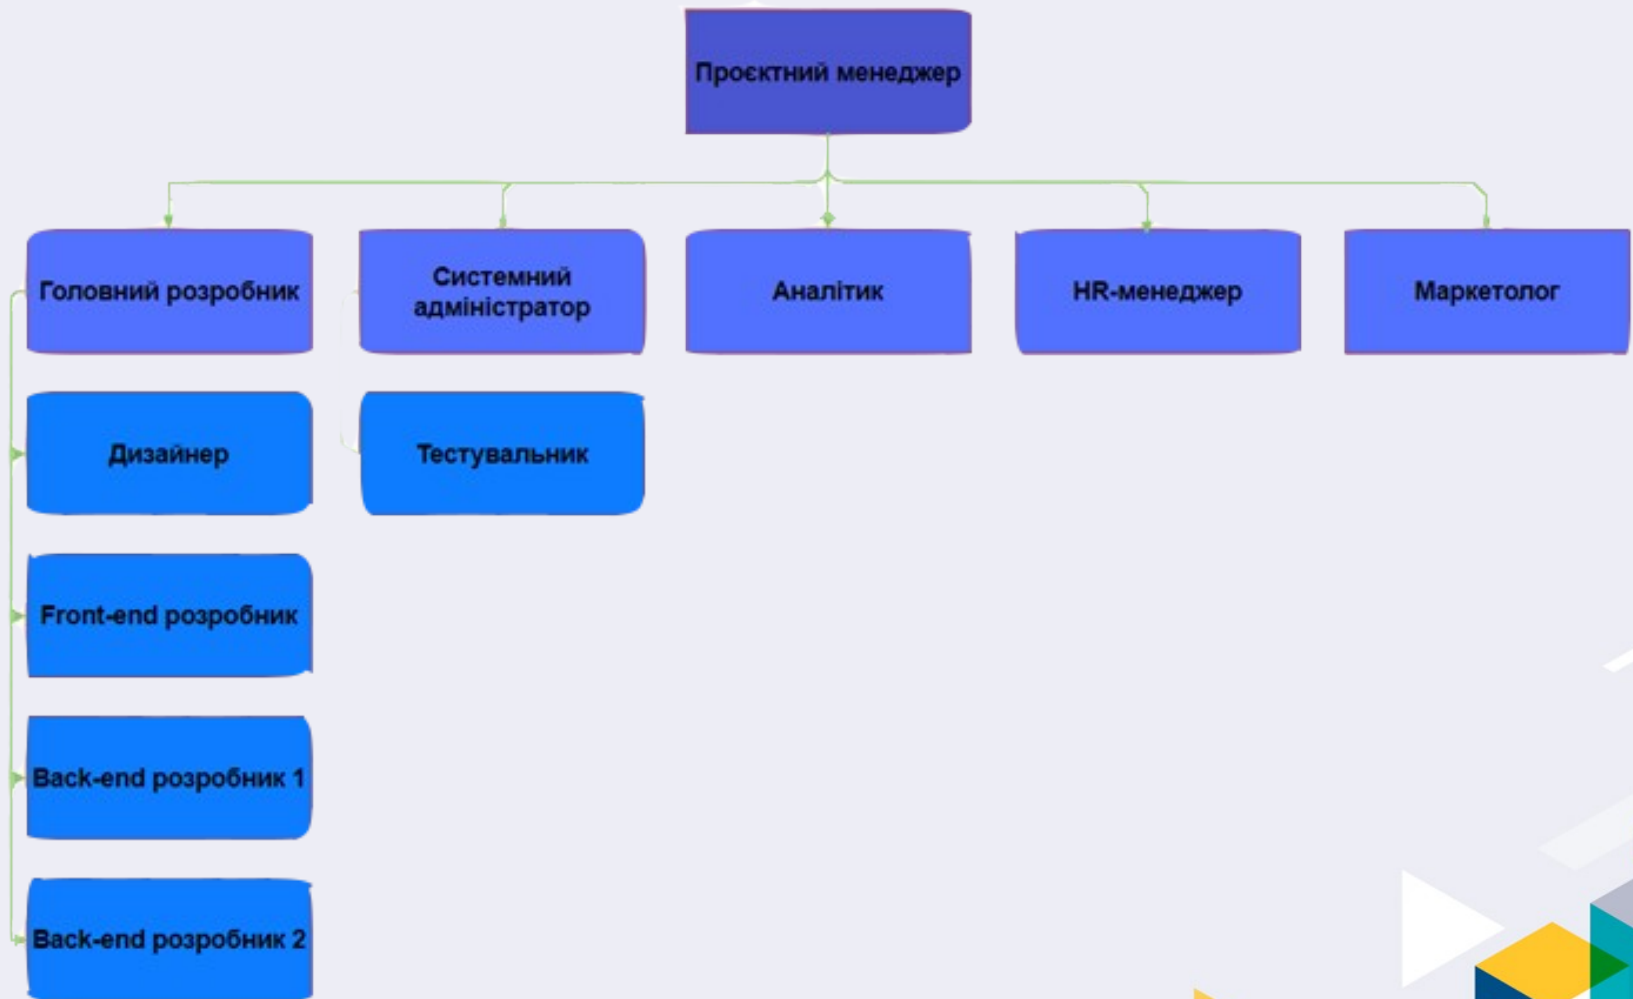 Проєктний менеджер
Головний розробник
Системний
адміністратор
Аналітик
HR-менеджер
Маркетолог
Дизайнер
Тестувальник
Front-end розробник
Back-end розробник 1
Back-end розробник 2